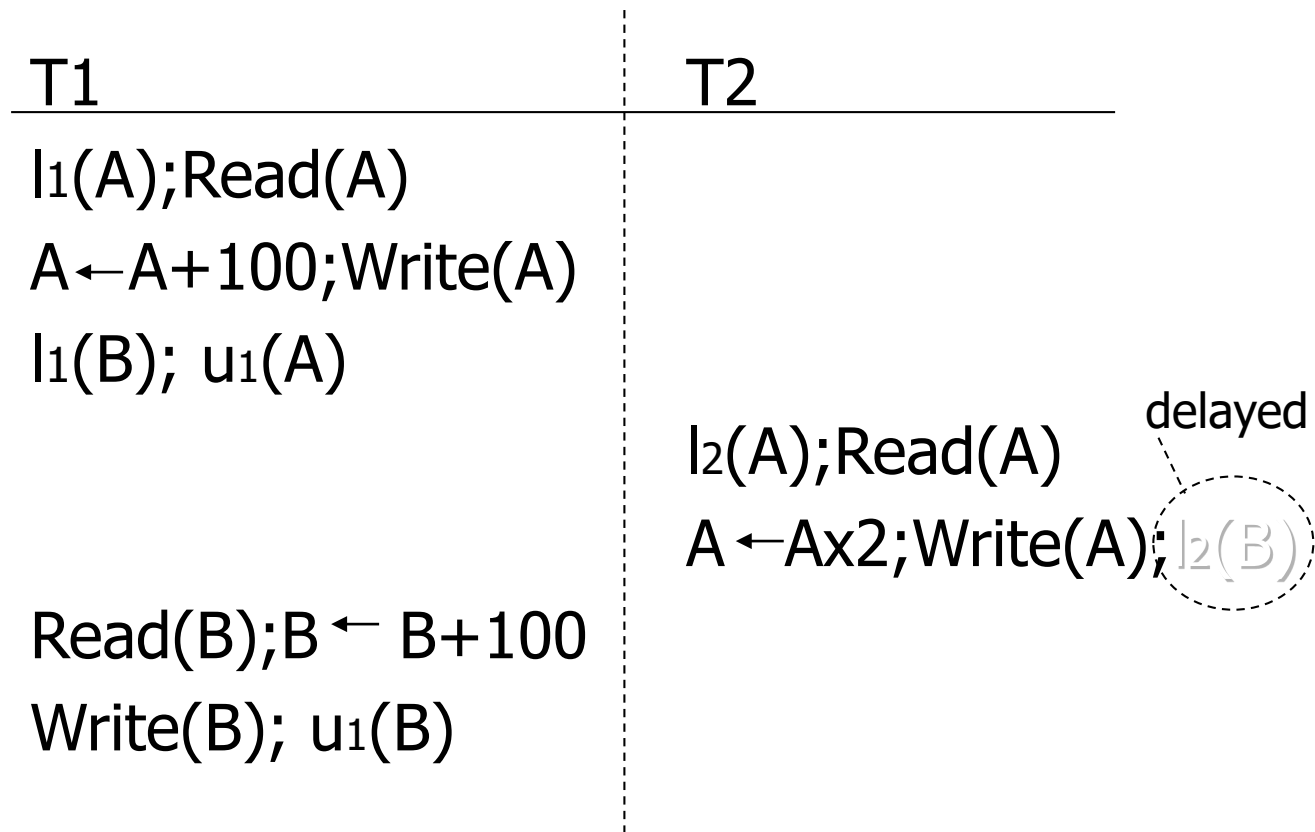 T1 T2
l1(A);Read(A)
A←A+100;Write(A)
l1(B); u1(A)
delayed
l2(A);Read(A)
A←Ax2;Write(A);l2(B)
Read(B);B← B+100
Write(B); u1(B)